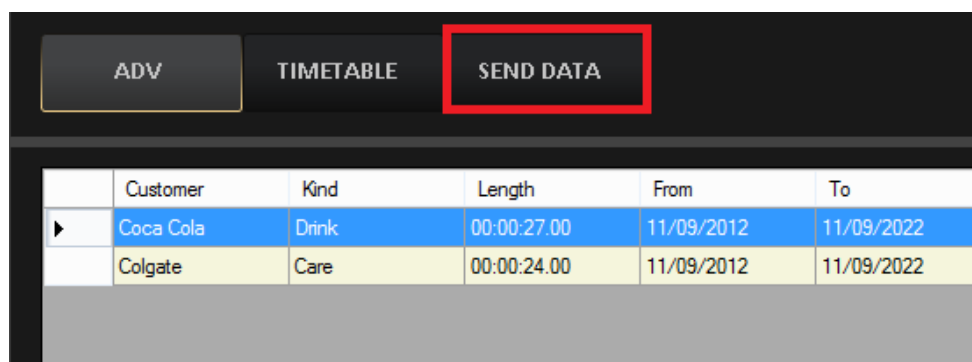 ADV TIMETABLE SEND DATA
Customer Kind Length From To
Coca Cola Drink 00:00:27.00 11/09/2012 11/09/2022
Colgate Care 00:00:24.00 11/09/2012 11/09/2022